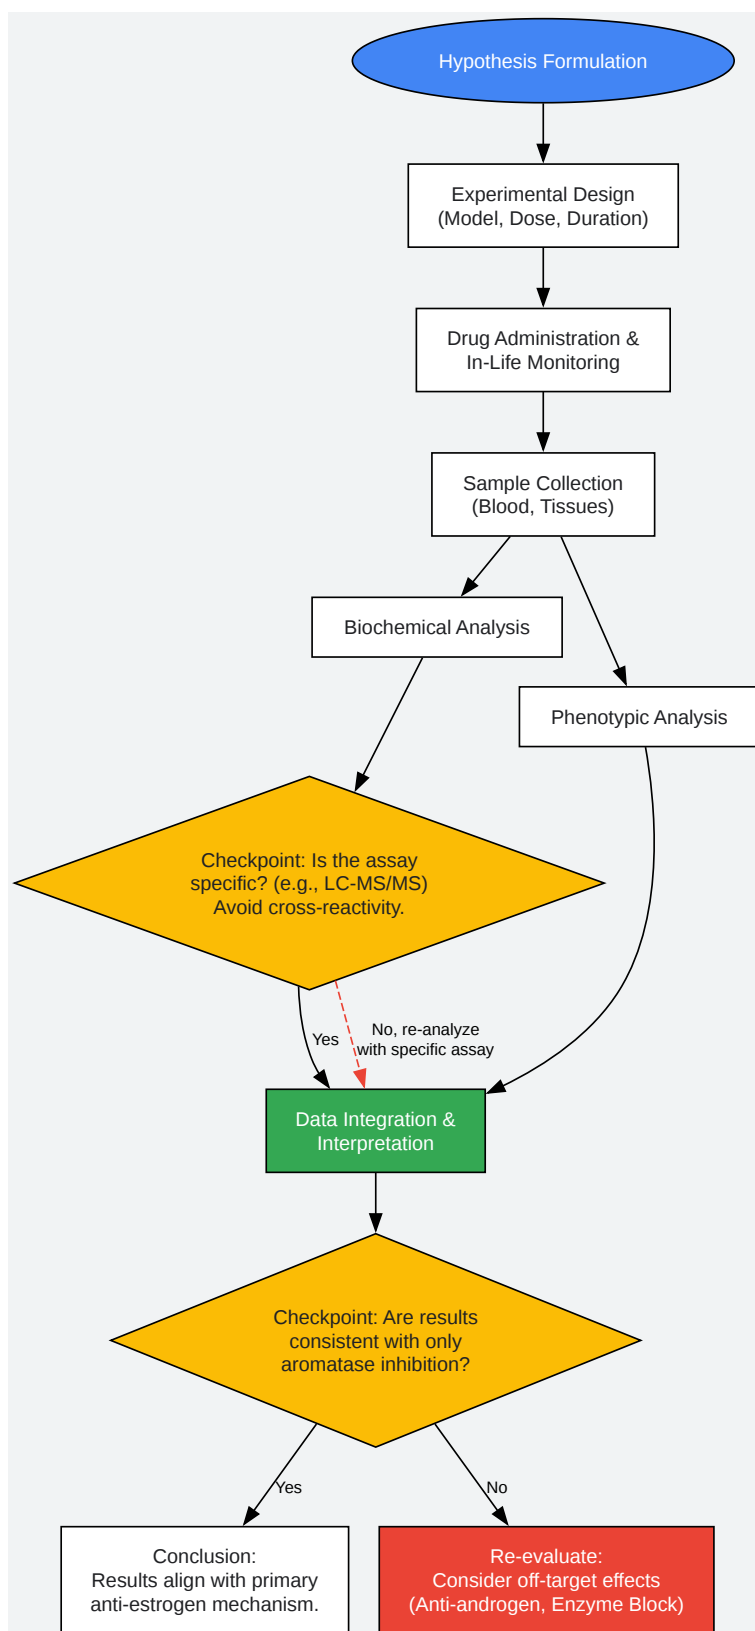 Hypothesis Formulation
Experimental Design
(Model, Dose, Duration)
Drug Administration &
In-Life Monitoring
Sample Collection
(Blood, Tissues)
Biochemical Analysis
Phenotypic Analysis
Checkpoint: Is the assay
specific? (e.g., LC-MS/MS)
Avoid cross-reactivity.
Yes
No, re-analyze
with specific assay
Data Integration &
Interpretation
Checkpoint: Are results
consistent with only
aromatase inhibition?
Yes
No
Conclusion:
Results align with primary
anti-estrogen mechanism.
Re-evaluate:
Consider off-target effects
(Anti-androgen, Enzyme Block)